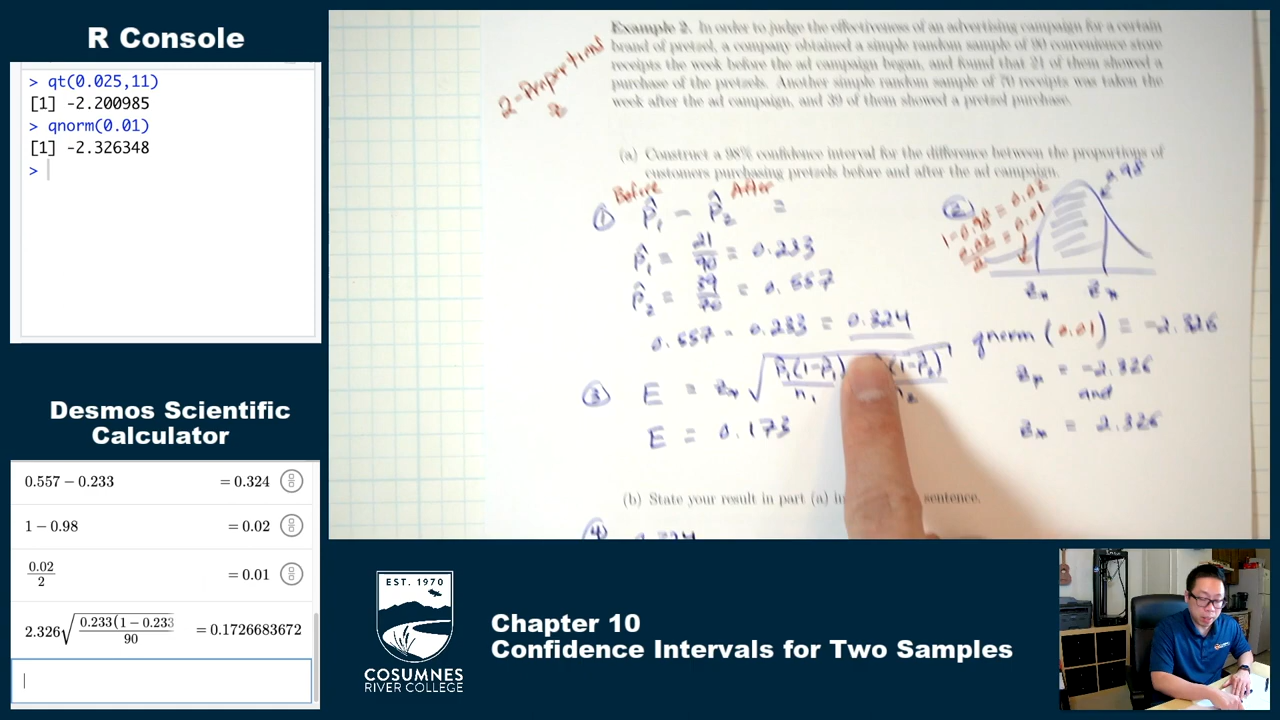 R Console
> qt(0.025,11)
[1] -2.200985
> qnorm(0.01)
[1] -2.326348
>
Desmos Scientific
Calculator
0.557 − 0.233 = 0.324
1 − 0.98 = 0.02
0.02/2 = 0.01
2.326√(0.233(1 − 0.233/90 = 0.1726683672
2-Proportions
z
Example 2. In order to judge the effectiveness of an advertising campaign for a certain
brand of pretzel, a company obtained a simple random sample of 90 convenience store
receipts the week before the ad campaign began, and found that 21 of them showed a
purchase of the pretzels. Another simple random sample of 70 receipts was taken the
week after the ad campaign, and 39 of them showed a pretzel purchase.
(a) Construct a 98% confidence interval for the difference between the proportions of
customers purchasing pretzels before and after the ad campaign.
Before After
① p̂₁ − p̂₂ =
p̂₁ = 21/90 = 0.233
p̂₂ = 39/70 = 0.557
0.557 − 0.233 = 0.324
② 1−0.98 = 0.02
0.02/2 = 0.01
.98
z* z*
qnorm (0.01) = −2.326
z* = −2.326
and
z* = 2.326
③ E = z* √ p̂₁(1−p̂₁)/n₁ (1−p̂₂)/n₂
E = 0.173
(b) State your result in part (a) in sentence.
④ 0.324
EST. 1970
COSUMNES
RIVER COLLEGE
Chapter 10
Confidence Intervals for Two Samples